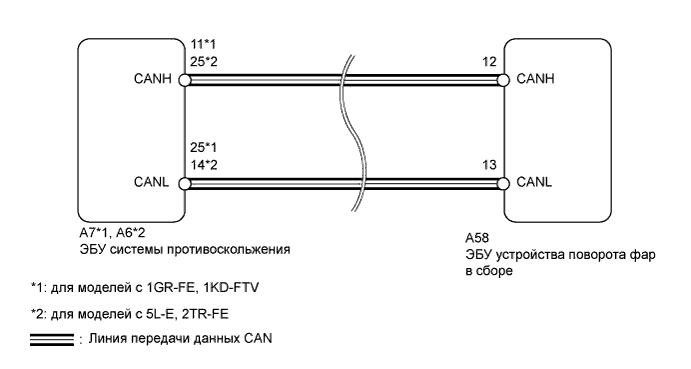 11*1
25*2
12
CANH
CANH
25*1
14*2
13
CANL
CANL
A7*1, A6*2
ЭБУ системы противоскольжения
A58
ЭБУ устройства поворота фар
в сборе
*1: для моделей с 1GR-FE, 1KD-FTV
*2: для моделей с 5L-E, 2TR-FE
: Линия передачи данных CAN